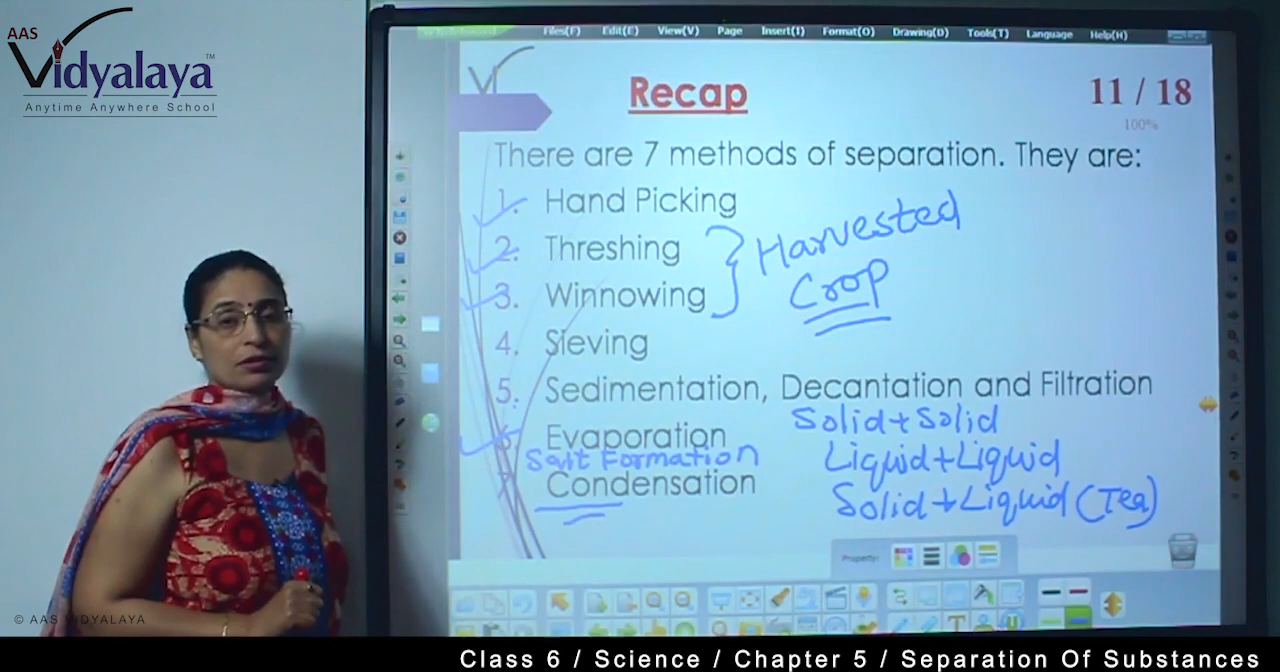 AAS
Vidyalaya™
Anytime Anywhere School
Files(F) Edit(E) View(V) Page Insert(I) Format(O) Drawing(D) Tools(T) Language Help(H)
Recap
11 / 18
100%
There are 7 methods of separation. They are:
1. Hand Picking
2. Threshing
3. Winnowing
Harvested
Crop
4. Sieving
5. Sedimentation, Decantation and Filtration
Solid + Solid
6. Evaporation
Salt Formation
Liquid + Liquid
Condensation
Solid + Liquid (Tea)
Property:
© AAS VIDYALAYA
Class 6 / Science / Chapter 5 / Separation Of Substances